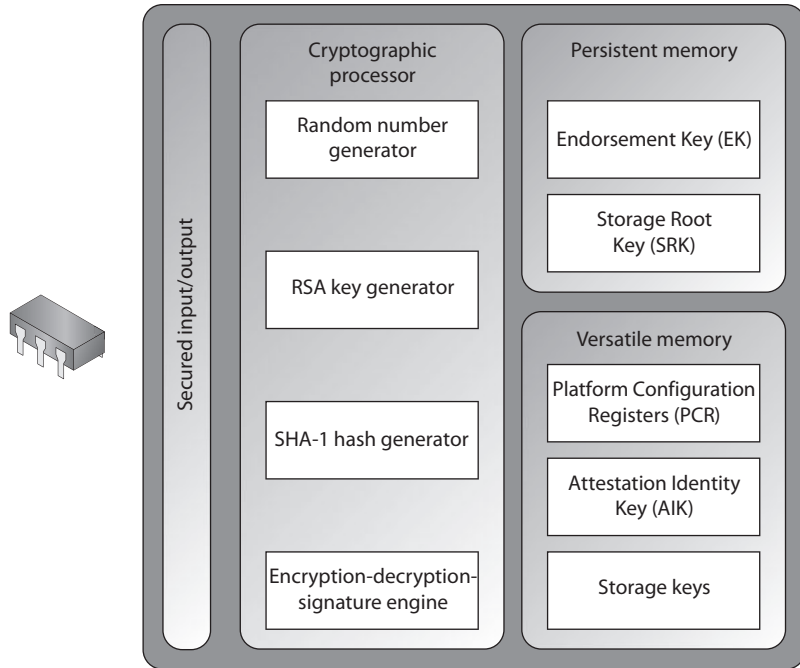 Secured input/output
Cryptographic
processor
Random number
generator
RSA key generator
SHA-1 hash generator
Encryption-decryption-
signature engine
Persistent memory
Endorsement Key (EK)
Storage Root
Key (SRK)
Versatile memory
Platform Configuration
Registers (PCR)
Attestation Identity
Key (AIK)
Storage keys